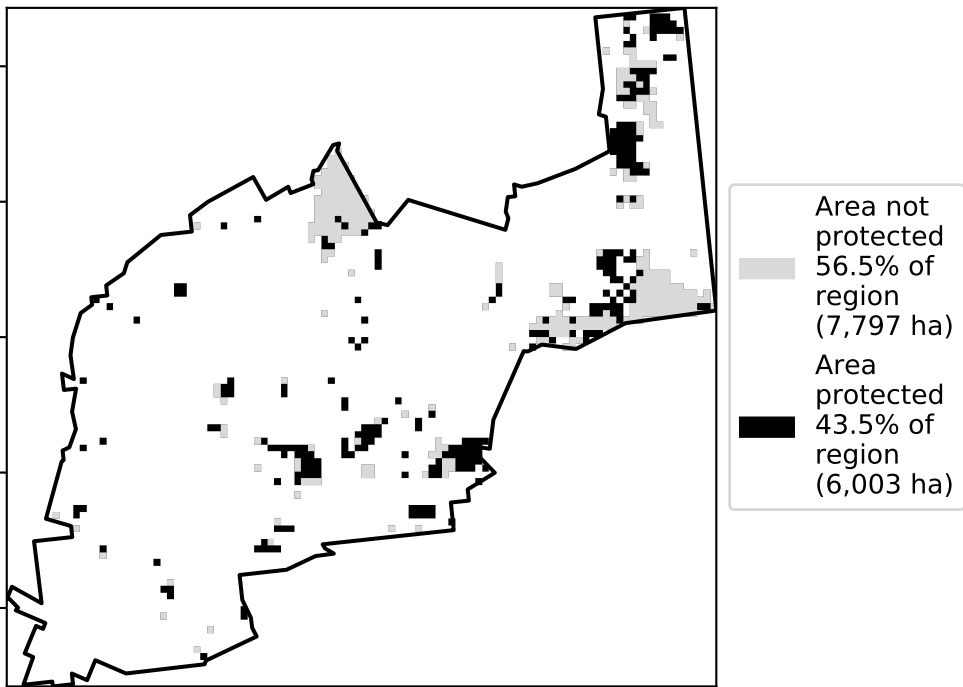 Area not
protected
56.5% of
region
(7,797 ha)
Area
protected
43.5% of
region
(6,003 ha)